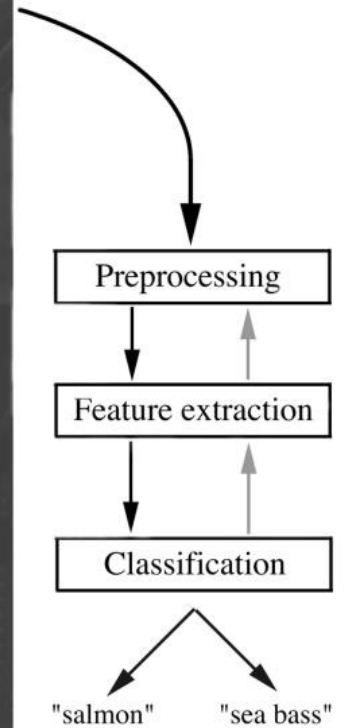 Preprocessing
Feature extraction
Classification
"salmon" "sea bass"